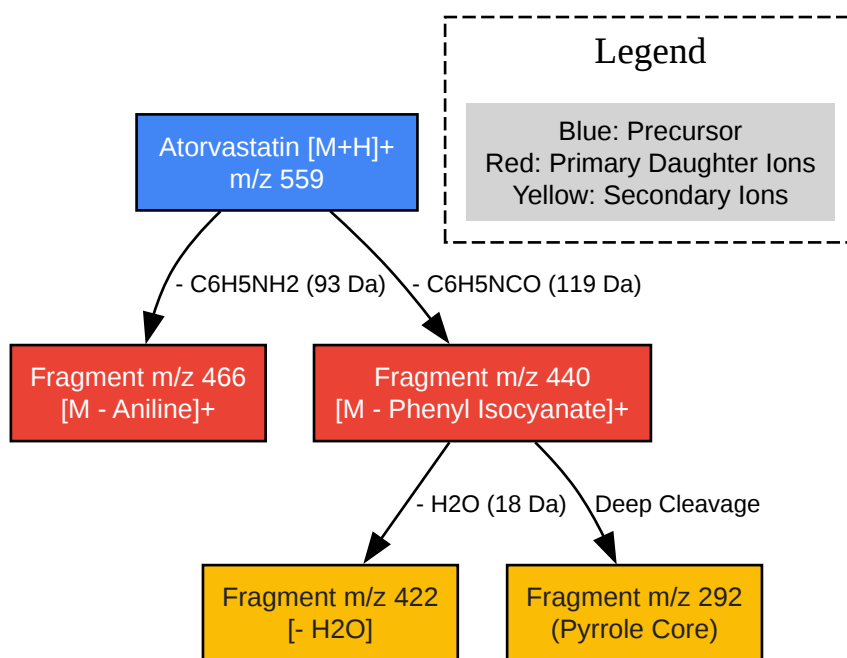 Legend
Blue: Precursor
Red: Primary Daughter Ions
Yellow: Secondary Ions
Atorvastatin [M+H]+
m/z 559
- C6H5NH2 (93 Da)
- C6H5NCO (119 Da)
Fragment m/z 466
[M - Aniline]+
Fragment m/z 440
[M - Phenyl Isocyanate]+
- H2O (18 Da)
Deep Cleavage
Fragment m/z 422
[- H2O]
Fragment m/z 292
(Pyrrole Core)